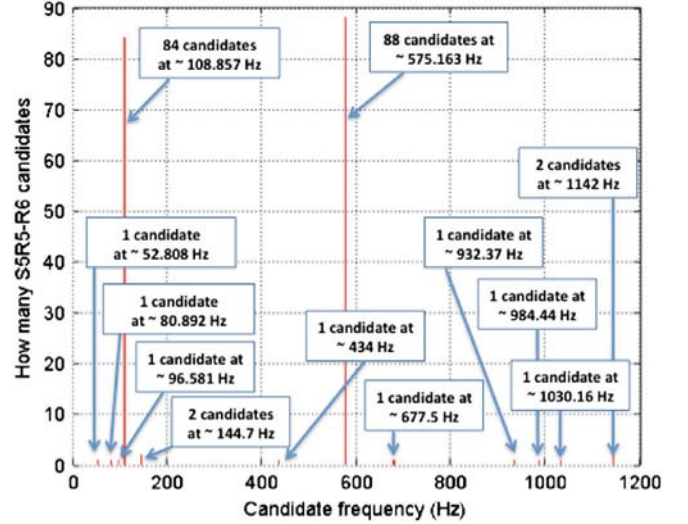 90
80
70
60
50
40
30
20
10
0
How many S5R5-R6 candidates
84 candidates
at ~ 108.857 Hz
88 candidates at
~ 575.163 Hz
2 candidates
at ~ 1142 Hz
1 candidate
at ~ 52.808 Hz
1 candidate at
~ 932.37 Hz
1 candidate
at ~ 80.892 Hz
1 candidate at
~ 984.44 Hz
1 candidate at
~ 434 Hz
1 candidate at
~ 96.581 Hz
1 candidate at
~ 1030.16 Hz
1 candidate at
~ 677.5 Hz
2 candidates
at ~ 144.7 Hz
0 200 400 600 800 1000 1200
Candidate frequency (Hz)